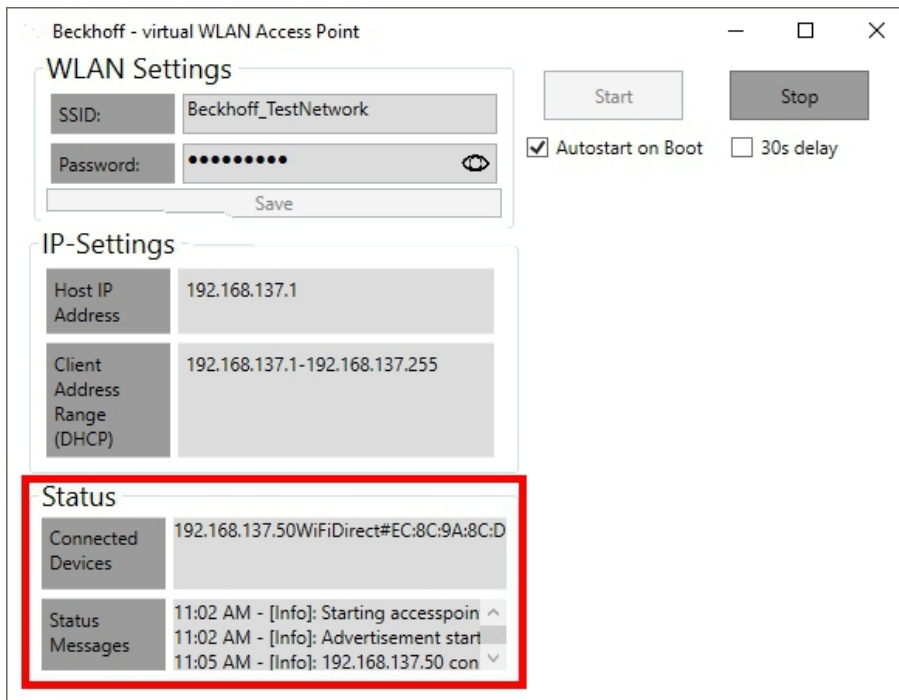 Beckhoff - virtual WLAN Access Point
WLAN Settings
SSID:
Beckhoff_TestNetwork
Password:
•••••••••
Save
Start
Stop
Autostart on Boot
30s delay
IP-Settings
Host IP
Address
192.168.137.1
Client
Address
Range
(DHCP)
192.168.137.1-192.168.137.255
Status
Connected
Devices
192.168.137.50WiFiDirect#EC:8C:9A:8C:D
Status
Messages
11:02 AM - [Info]: Starting accesspoin
11:02 AM - [Info]: Advertisement start
11:05 AM - [Info]: 192.168.137.50 con